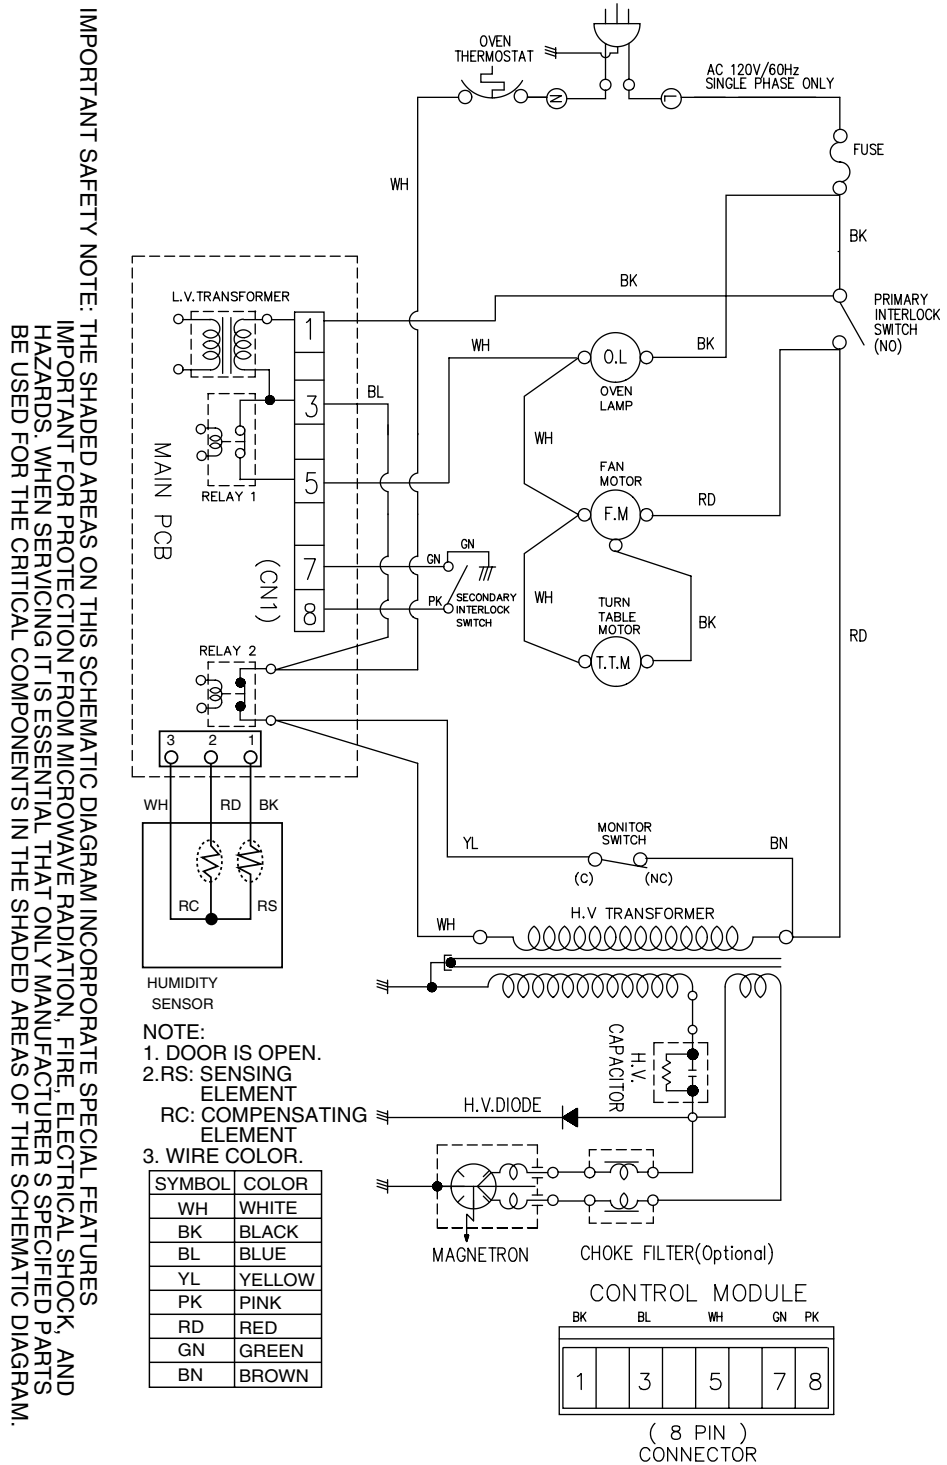 IMPORTANT SAFETY NOTE: THE SHADED AREAS ON THIS SCHEMATIC DIAGRAM INCORPORATE SPECIAL FEATURES
IMPORTANT FOR PROTECTION FROM MICROWAVE RADIATION, FIRE, ELECTRICAL SHOCK, AND
HAZARDS. WHEN SERVICING IT IS ESSENTIAL THAT ONLY MANUFACTURER S SPECIFIED PARTS
BE USED FOR THE CRITICAL COMPONENTS IN THE SHADED AREAS OF THE SCHEMATIC DIAGRAM.
OVEN
THERMOSTAT
N
L
AC 120V/60Hz
SINGLE PHASE ONLY
FUSE
WH
BK
BK
PRIMARY
INTERLOCK
SWITCH
(NO)
L.V.TRANSFORMER
1
3
5
7
8
BL
WH
O.L
BK
OVEN
LAMP
RELAY 1
MAIN PCB
(CN1)
WH
FAN
MOTOR
F.M
RD
GN
GN
PK
SECONDARY
INTERLOCK
SWITCH
WH
TURN
TABLE
MOTOR
T.T.M
BK
RD
RELAY 2
3 2 1
WH RD BK
RC RS
HUMIDITY
SENSOR
YL
MONITOR
SWITCH
(C) (NC)
BN
WH
H.V TRANSFORMER
H.V.
CAPACITOR
H.V.DIODE
MAGNETRON
CHOKE FILTER(Optional)
NOTE:
1. DOOR IS OPEN.
2.RS: SENSING
ELEMENT
RC: COMPENSATING
ELEMENT
3. WIRE COLOR.
SYMBOL COLOR
WH WHITE
BK BLACK
BL BLUE
YL YELLOW
PK PINK
RD RED
GN GREEN
BN BROWN
CONTROL MODULE
BK BL WH GN PK
1 3 5 7 8
( 8 PIN )
CONNECTOR